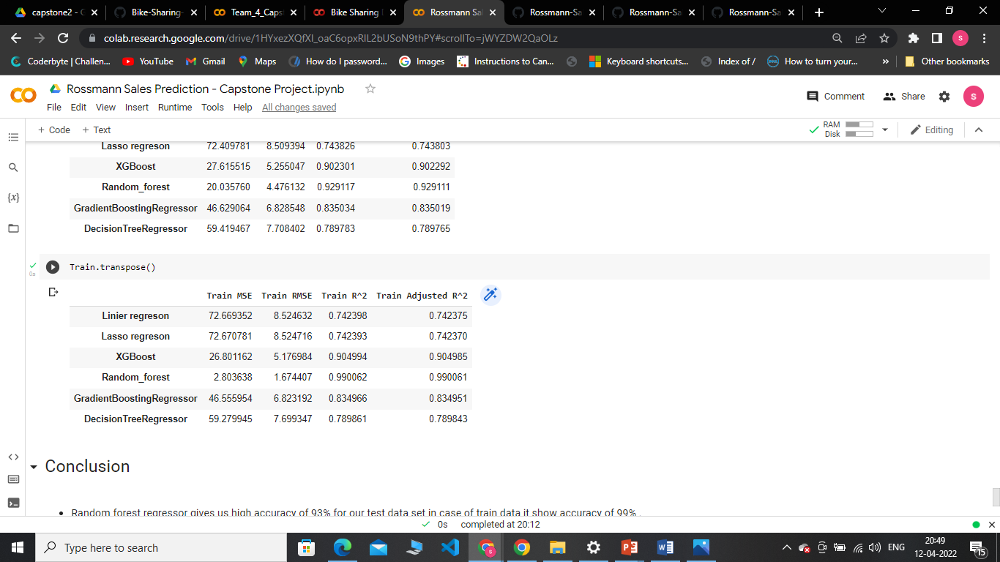 capstone2 - G
Bike-Sharing-
Team_4_Caps
Bike Sharing
Rossmann Sal
Rossmann-Sa
Rossmann-Sa
Rossmann-Sa
colab.research.google.com/drive/1HYxezXQfXI_oaC6opxRlL2bUSoN9thPY#scrollTo=jWYZDW2QaOLz
S
Coderbyte | Challen...
YouTube
Gmail
Maps
How do I password...
Images
Instructions to Can...
Keyboard shortcuts...
Index of /
How to turn your...
»
Other bookmarks
Rossmann Sales Prediction - Capstone Project.ipynb
Comment
Share
S
File Edit View Insert Runtime Tools Help All changes saved
+ Code + Text
RAM
Disk
Editing
Lasso regreson 72.409781 8.509394 0.743826 0.743803
XGBoost 27.615515 5.255047 0.902301 0.902292
Random_forest 20.035760 4.476132 0.929117 0.929111
GradientBoostingRegressor 46.629064 6.828548 0.835034 0.835019
DecisionTreeRegressor 59.419467 7.708402 0.789783 0.789765
{x}
0s
Train.transpose()
Train MSE Train RMSE Train R^2 Train Adjusted R^2
Linier regreson 72.669352 8.524632 0.742398 0.742375
Lasso regreson 72.670781 8.524716 0.742393 0.742370
XGBoost 26.801162 5.176984 0.904994 0.904985
Random_forest 2.803638 1.674407 0.990062 0.990061
GradientBoostingRegressor 46.555954 6.823192 0.834966 0.834951
DecisionTreeRegressor 59.279945 7.699347 0.789861 0.789843
Conclusion
Random forest regressor gives us high accuracy of 93% for our test data set in case of train data it show accuracy of 99% .
0s completed at 20:12
Type here to search
ENG
20:49
12-04-2022
15